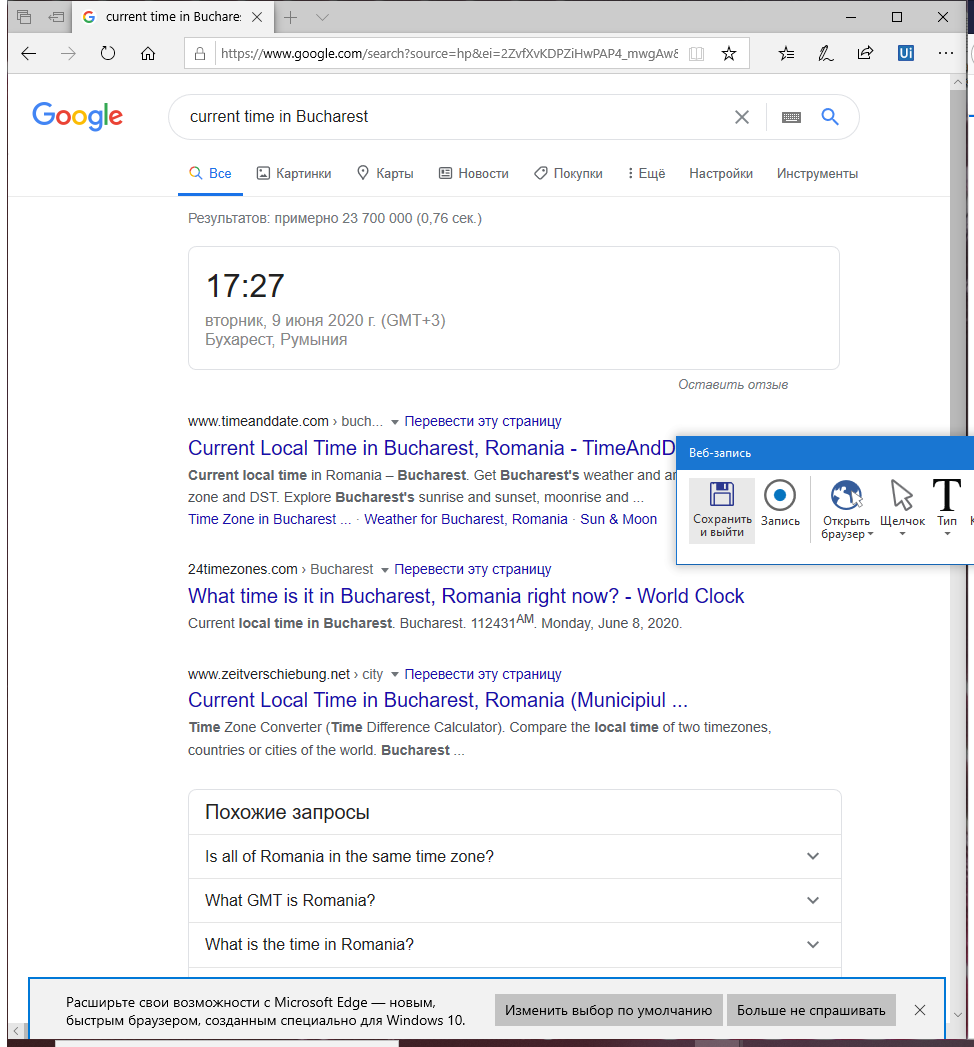 current time in Buchare
https://www.google.com/search?source=hp&ei=2ZvfXvKDPZiHwPAP4_mwgAw8
Ui
Google
current time in Bucharest
Все
Картинки
Карты
Новости
Покупки
Ещё
Настройки
Инструменты
Результатов: примерно 23 700 000 (0,76 сек.)
17:27
вторник, 9 июня 2020 г. (GMT+3)
Бухарест, Румыния
Оставить отзыв
www.timeanddate.com › buch... Перевести эту страницу
Current Local Time in Bucharest, Romania - TimeAndD
Current local time in Romania – Bucharest. Get Bucharest's weather and ar
zone and DST. Explore Bucharest's sunrise and sunset, moonrise and ...
Time Zone in Bucharest ... · Weather for Bucharest, Romania · Sun & Moon
Веб-запись
Сохранить
и выйти
Запись
Открыть
браузер
Щелчок
T
Тип
24timezones.com › Bucharest Перевести эту страницу
What time is it in Bucharest, Romania right now? - World Clock
Current local time in Bucharest. Bucharest. 112431AM. Monday, June 8, 2020.
www.zeitverschiebung.net › city Перевести эту страницу
Current Local Time in Bucharest, Romania (Municipiul ...
Time Zone Converter (Time Difference Calculator). Compare the local time of two timezones,
countries or cities of the world. Bucharest ...
Похожие запросы
Is all of Romania in the same time zone?
What GMT is Romania?
What is the time in Romania?
Расширьте свои возможности с Microsoft Edge — новым,
быстрым браузером, созданным специально для Windows 10.
Изменить выбор по умолчанию
Больше не спрашивать